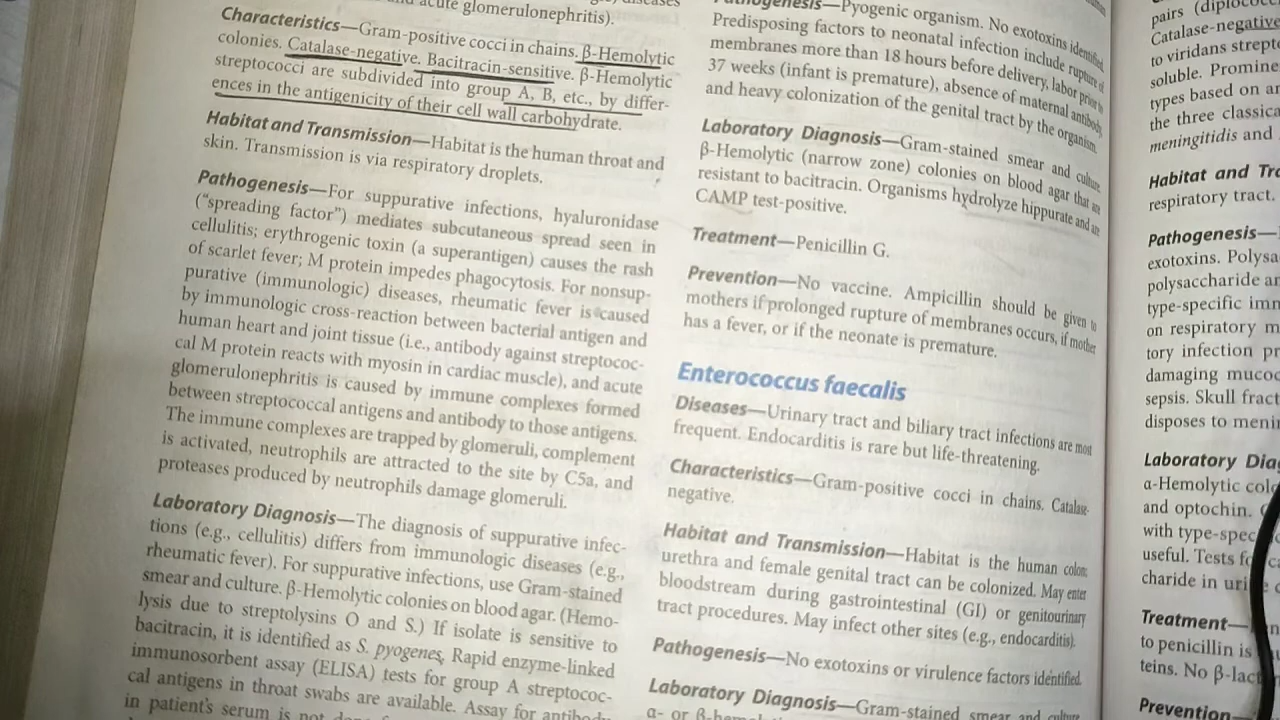 acute glomerulonephritis).
Characteristics—Gram-positive cocci in chains. β-Hemolytic
colonies. Catalase-negative. Bacitracin-sensitive. β-Hemolytic
streptococci are subdivided into group A, B, etc., by differ-
ences in the antigenicity of their cell wall carbohydrate.
Habitat and Transmission—Habitat is the human throat and
skin. Transmission is via respiratory droplets.
Pathogenesis—For suppurative infections, hyaluronidase
("spreading factor") mediates subcutaneous spread seen in
cellulitis; erythrogenic toxin (a superantigen) causes the rash
of scarlet fever; M protein impedes phagocytosis. For nonsup-
purative (immunologic) diseases, rheumatic fever is caused
by immunologic cross-reaction between bacterial antigen and
human heart and joint tissue (i.e., antibody against streptococ-
cal M protein reacts with myosin in cardiac muscle), and acute
glomerulonephritis is caused by immune complexes formed
between streptococcal antigens and antibody to those antigens.
The immune complexes are trapped by glomeruli, complement
is activated, neutrophils are attracted to the site by C5a, and
proteases produced by neutrophils damage glomeruli.
Laboratory Diagnosis—The diagnosis of suppurative infec-
tions (e.g., cellulitis) differs from immunologic diseases (e.g.,
rheumatic fever). For suppurative infections, use Gram-stained
smear and culture. β-Hemolytic colonies on blood agar. (Hemo-
lysis due to streptolysins O and S.) If isolate is sensitive to
bacitracin, it is identified as S. pyogenes, Rapid enzyme-linked
immunosorbent assay (ELISA) tests for group A streptococ-
cal antigens in throat swabs are available. Assay for antibody
in patient's serum is not
Pathogenesis—Pyogenic organism. No exotoxins identified
Predisposing factors to neonatal infection include rupture of
membranes more than 18 hours before delivery, labor prior to
37 weeks (infant is premature), absence of maternal antibody,
and heavy colonization of the genital tract by the organism.
Laboratory Diagnosis—Gram-stained smear and culture
β-Hemolytic (narrow zone) colonies on blood agar that are
resistant to bacitracin. Organisms hydrolyze hippurate and are
CAMP test-positive.
Treatment—Penicillin G.
Prevention—No vaccine. Ampicillin should be given to
mothers if prolonged rupture of membranes occurs, if mother
has a fever, or if the neonate is premature.
Enterococcus faecalis
Diseases—Urinary tract and biliary tract infections are most
frequent. Endocarditis is rare but life-threatening.
Characteristics—Gram-positive cocci in chains. Catalase-
negative.
Habitat and Transmission—Habitat is the human colon;
urethra and female genital tract can be colonized. May enter
bloodstream during gastrointestinal (GI) or genitourinary
tract procedures. May infect other sites (e.g., endocarditis).
Pathogenesis—No exotoxins or virulence factors identified.
Laboratory Diagnosis—Gram-stained smear and culture
α- or
pairs
Catalase-negative
to viridans
soluble.
types based on
the three
meningitidis and
Habitat and
respiratory tract.
Pathogenesis—
exotoxins.
polysaccharide
type-specific
on respiratory
tory infection
damaging
sepsis. Skull
disposes to
Laboratory
α-Hemolytic
and optochin.
with
useful. Tests
charide in
Treatment—
to penicillin is
teins. No
Prevention—